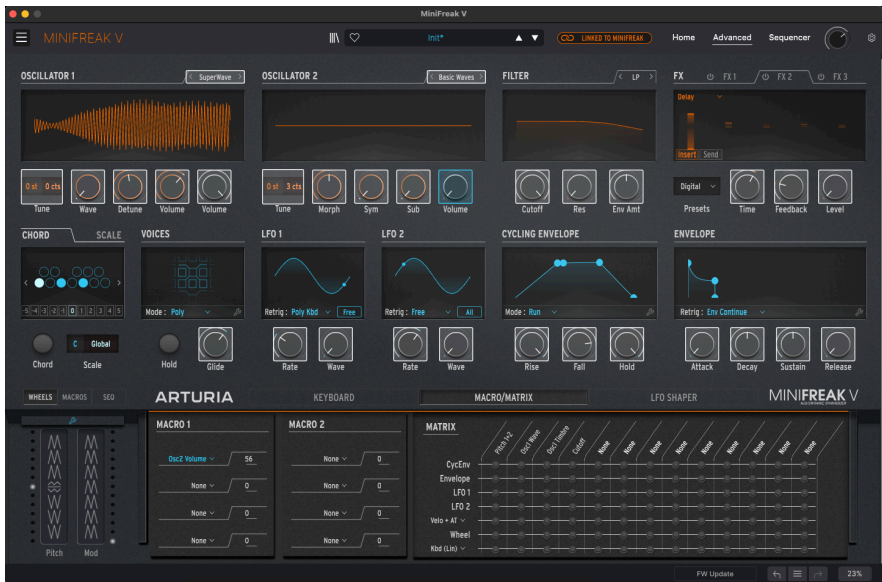 MiniFreak V
MINIFREAK V
Init*
LINKED TO MINIFREAK
Home
Advanced
Sequencer
OSCILLATOR 1
SuperWave
OSCILLATOR 2
Basic Waves
FILTER
LP
FX
FX 1
FX 2
FX 3
Delay
Insert Send
0 st 0 cts
Tune
Wave
Detune
Volume
Volume
0 st 3 cts
Tune
Morph
Sym
Sub
Volume
Cutoff
Res
Env Amt
Digital
Presets
Time
Feedback
Level
CHORD
SCALE
VOICES
LFO 1
LFO 2
CYCLING ENVELOPE
ENVELOPE
-5 -4 -3 -2 -1 0 1 2 3 4 5
Mode : Poly
Retrig : Poly Kbd
Free
Retrig : Free
All
Mode : Run
Retrig : Env Continue
C Global
Chord
Scale
Hold
Glide
Rate
Wave
Rate
Wave
Rise
Fall
Hold
Attack
Decay
Sustain
Release
WHEELS
MACROS
SEQ
ARTURIA
KEYBOARD
MACRO/MATRIX
LFO SHAPER
MINIFREAK V
ALGORITHMIC SYNTHESIZER
Pitch
Mod
MACRO 1
Osc2 Volume 56
None 0
None 0
None 0
MACRO 2
None 0
None 0
None 0
None 0
MATRIX
Pitch 1+2
Osc1 Wave
Osc1 Timbre
Cutoff
None
None
None
None
None
None
None
None
None
CycEnv
Envelope
LFO 1
LFO 2
Velo + AT
Wheel
Kbd (Lin)
FW Update
23%